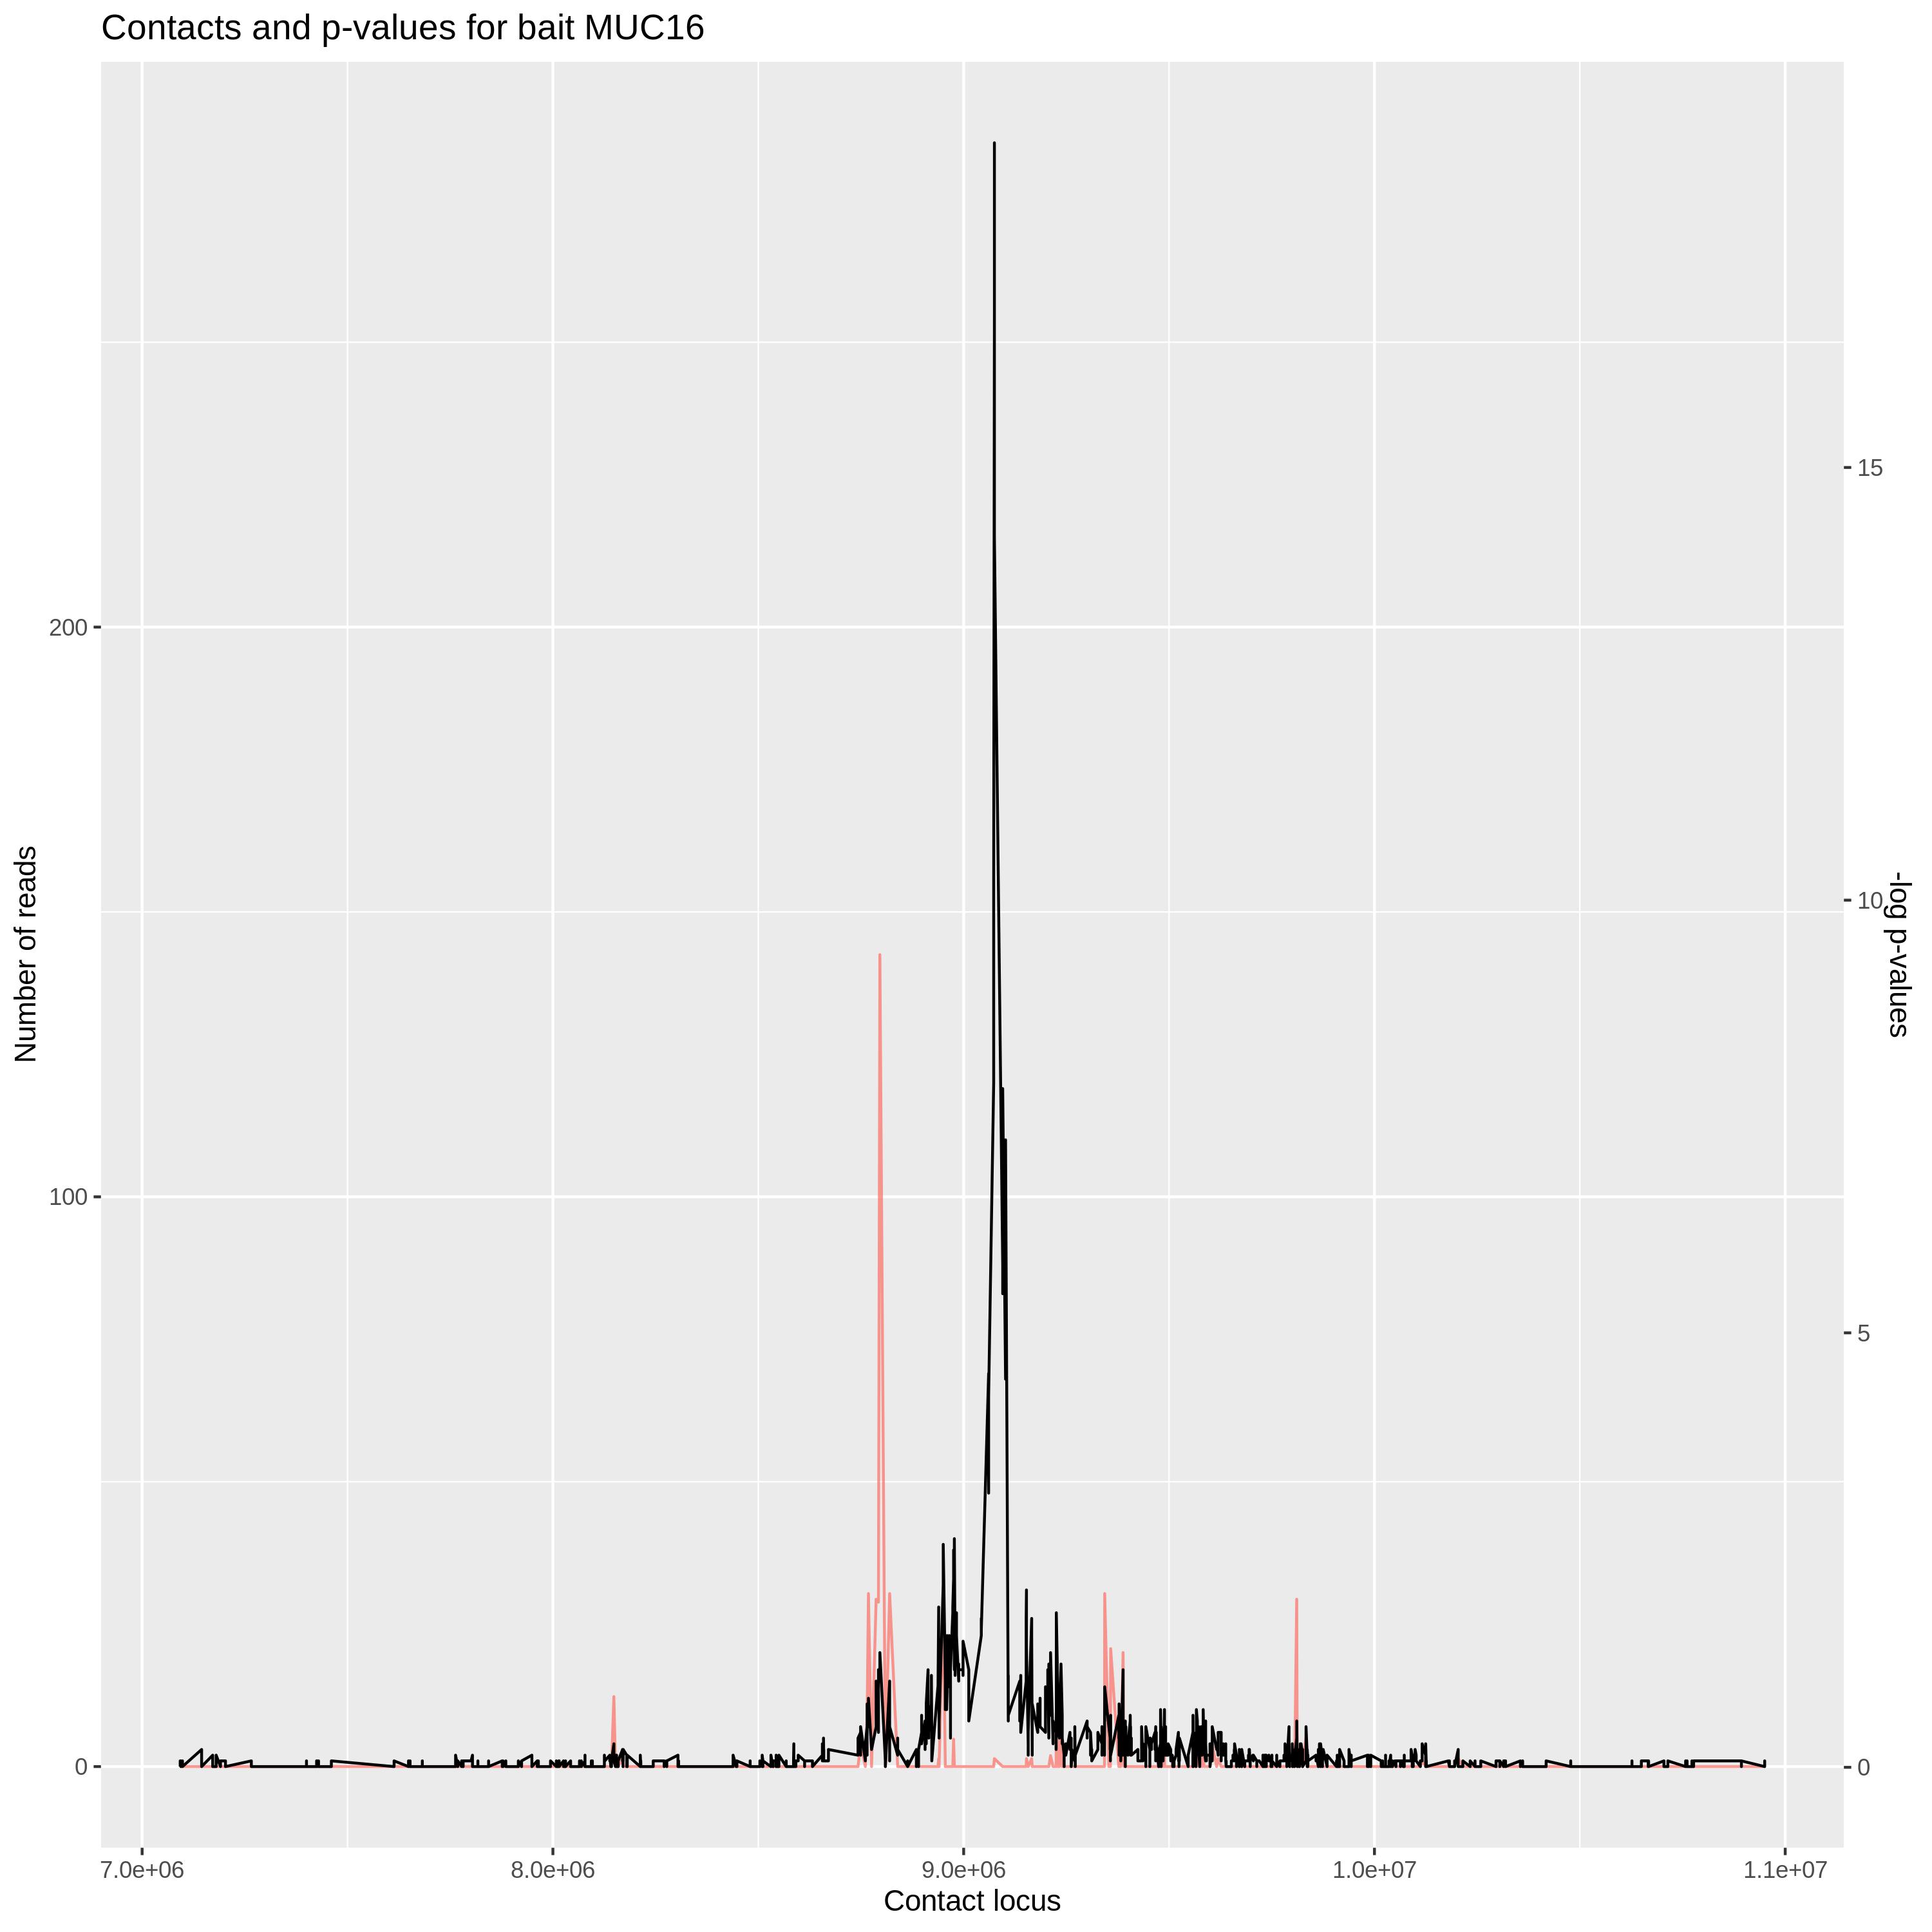 Contacts and p-values for bait MUC16
Number of reads
200
100
0
15
10
5
0
-log p-values
7.0e+06 8.0e+06 9.0e+06 1.0e+07 1.1e+07
Contact locus